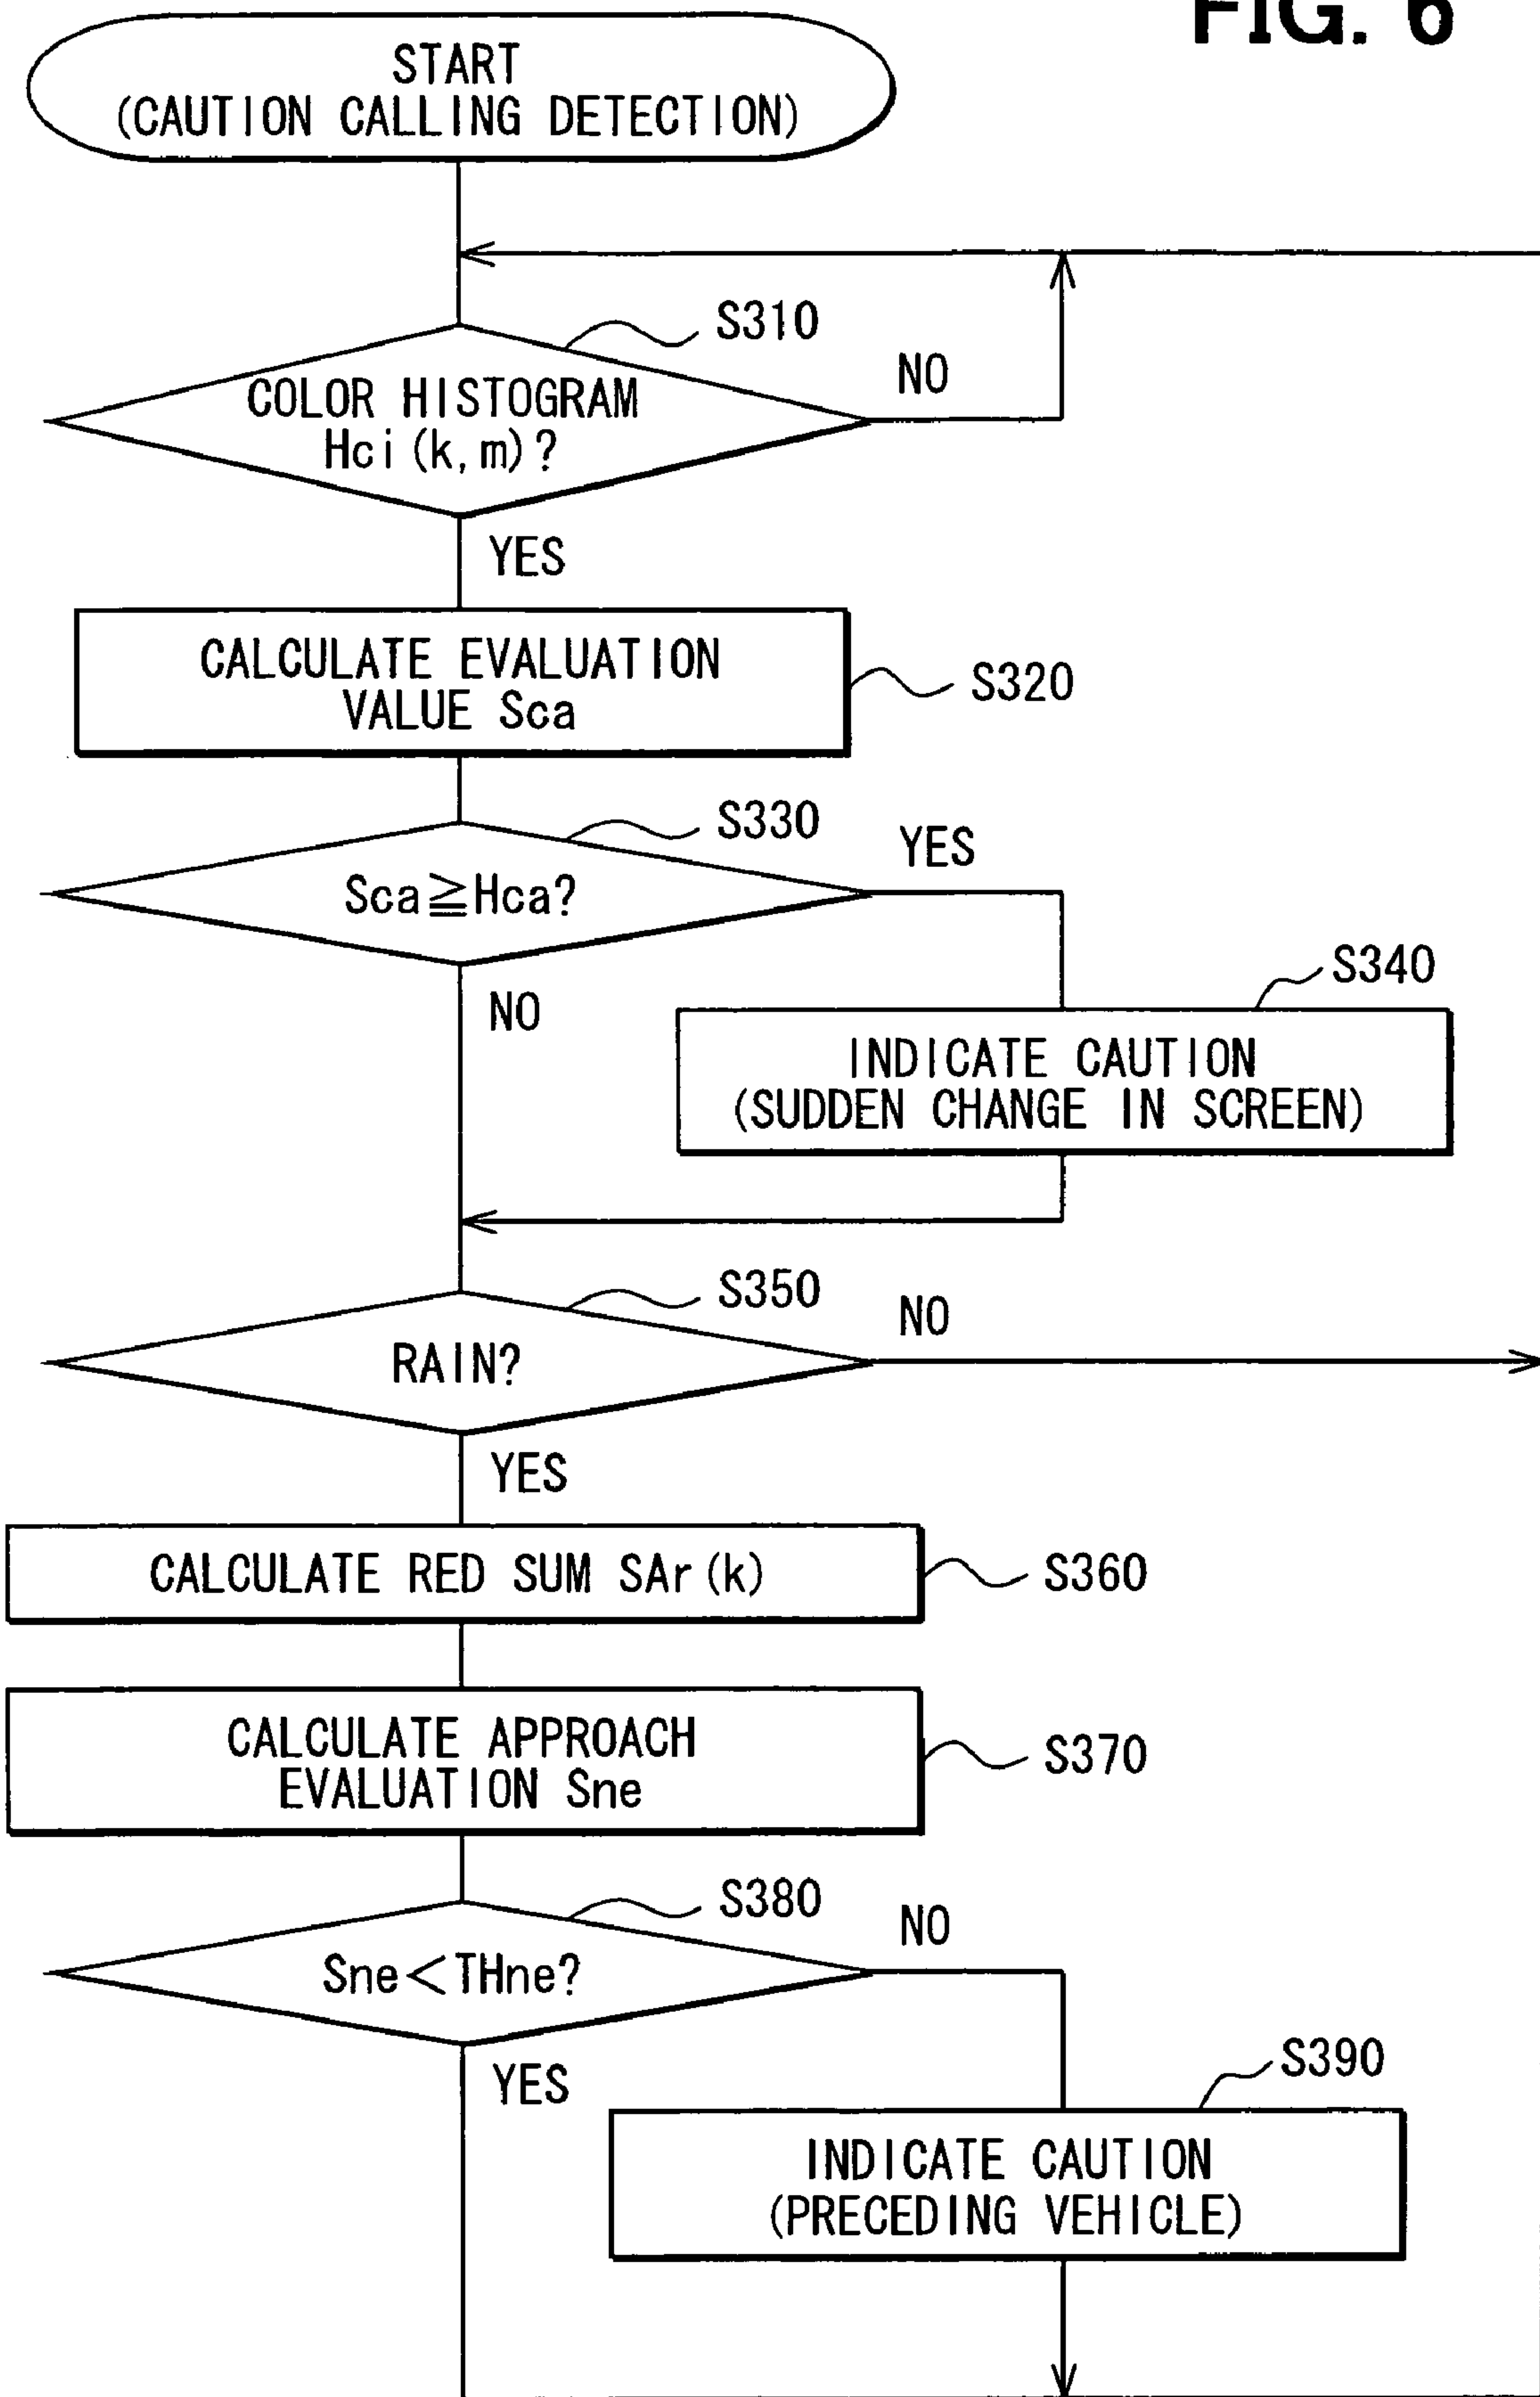 FIG. 6
START
(CAUTION CALLING DETECTION)
S310
NO
COLOR HISTOGRAM
Hci(k,m)?
YES
CALCULATE EVALUATION
VALUE Sca
S320
S330
YES
Sca≧Hca?
S340
NO
INDICATE CAUTION
(SUDDEN CHANGE IN SCREEN)
S350
NO
RAIN?
YES
CALCULATE RED SUM SAr(k)
S360
CALCULATE APPROACH
EVALUATION Sne
S370
S380
NO
Sne<THne?
S390
YES
INDICATE CAUTION
(PRECEDING VEHICLE)